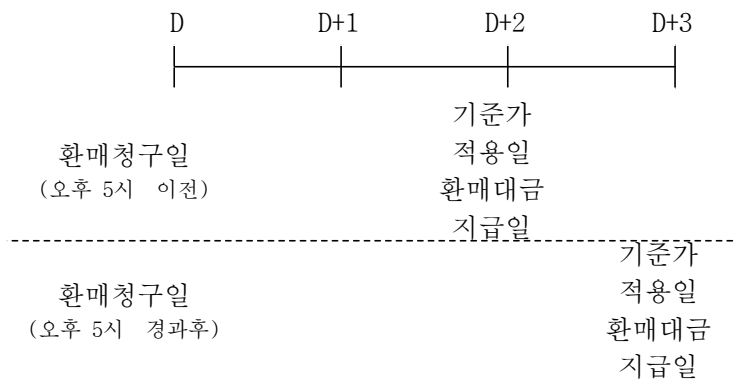 D D+1 D+2 D+3
기준가
적용일
환매대금
지급일
환매청구일
(오후 5시 이전)
기준가
적용일
환매대금
지급일
환매청구일
(오후 5시 경과후)